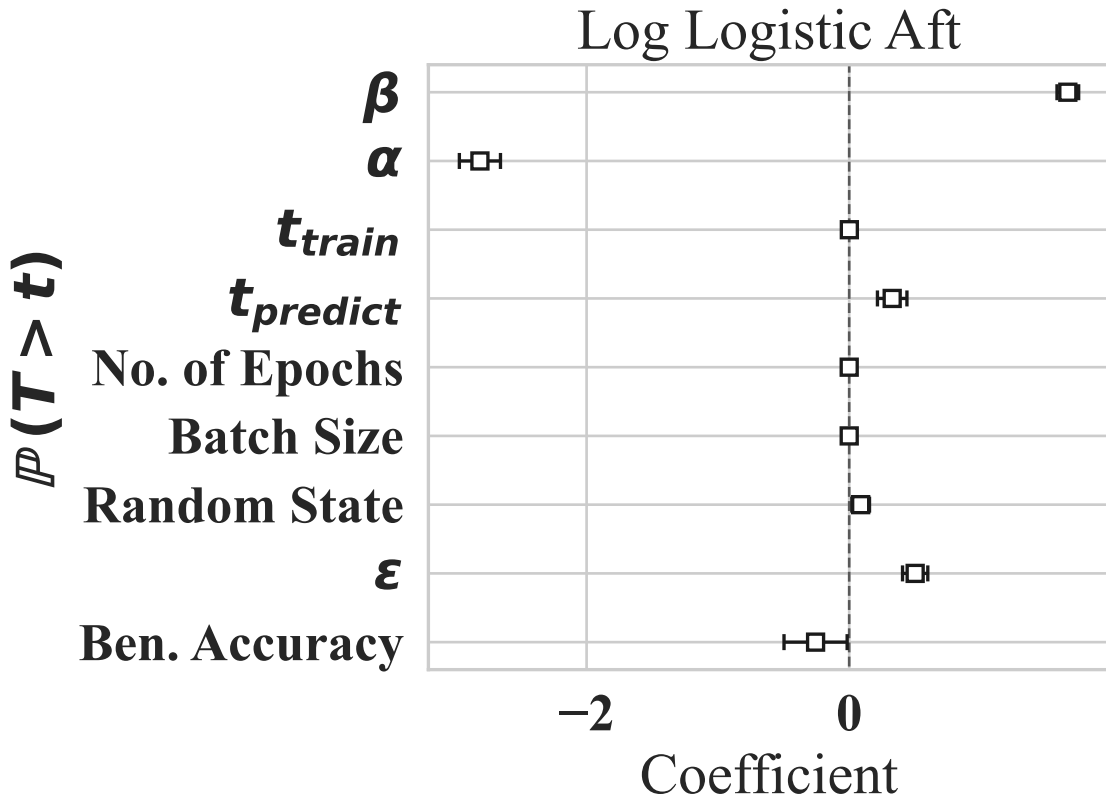 Log Logistic Aft
β
α
t_train
t_predict
No. of Epochs
Batch Size
Random State
ε
Ben. Accuracy
ℙ(T > t)
−2
0
Coefficient